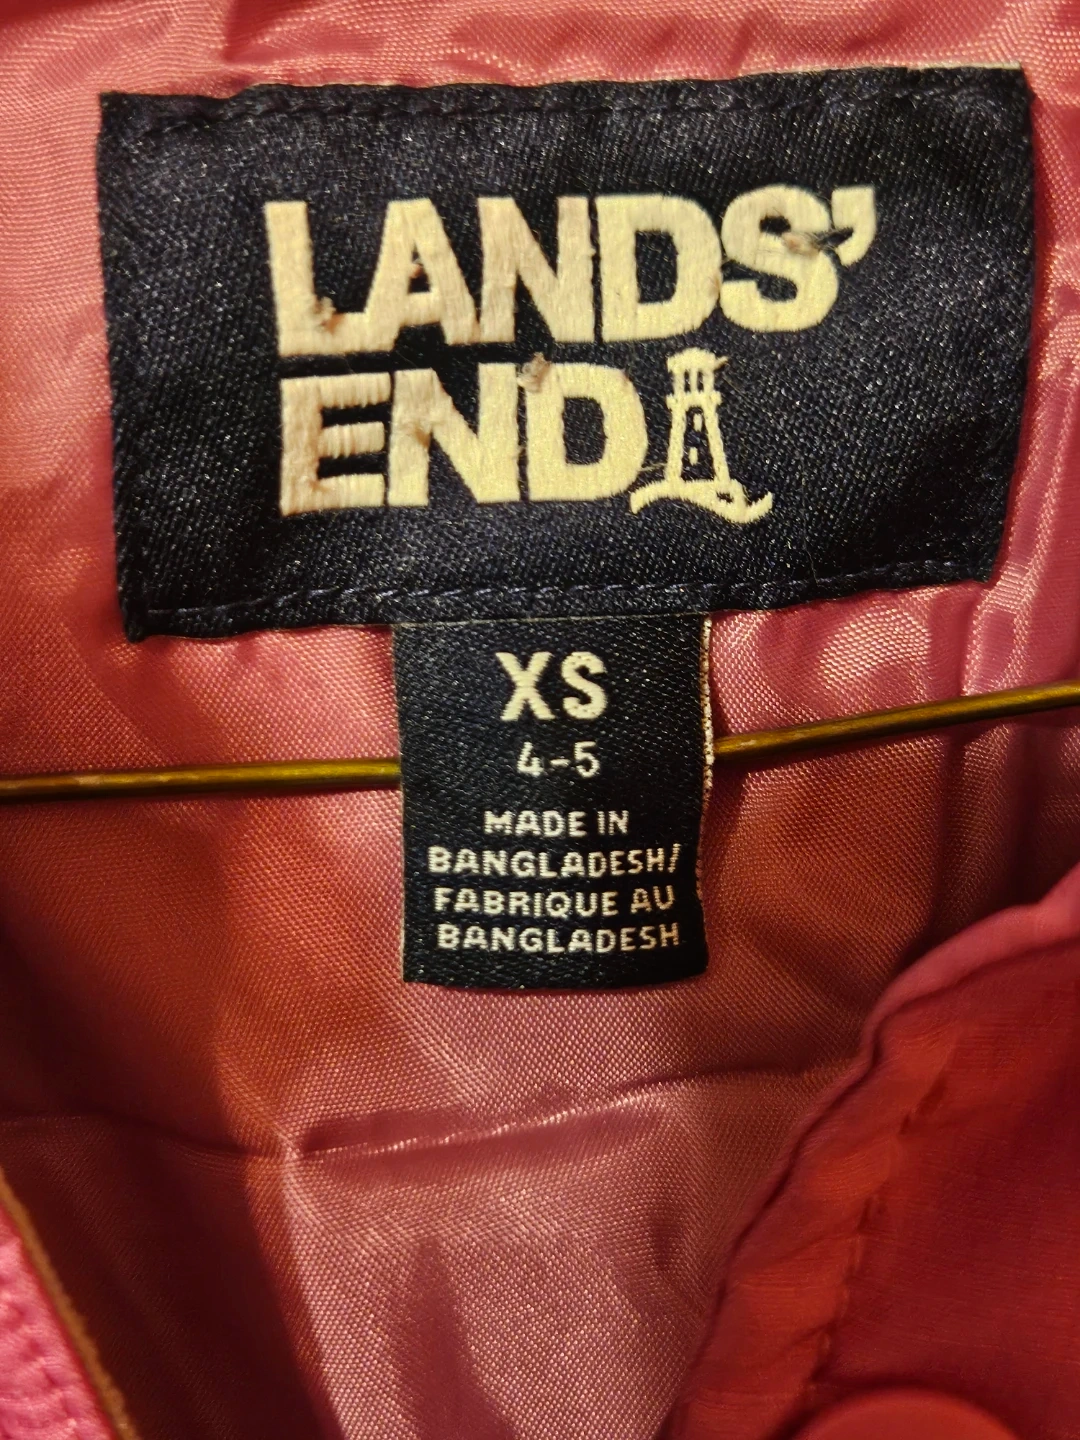 LANDS'
END
XS
4-5
MADE IN
BANGLADESH/
FABRIQUE AU
BANGLADESH